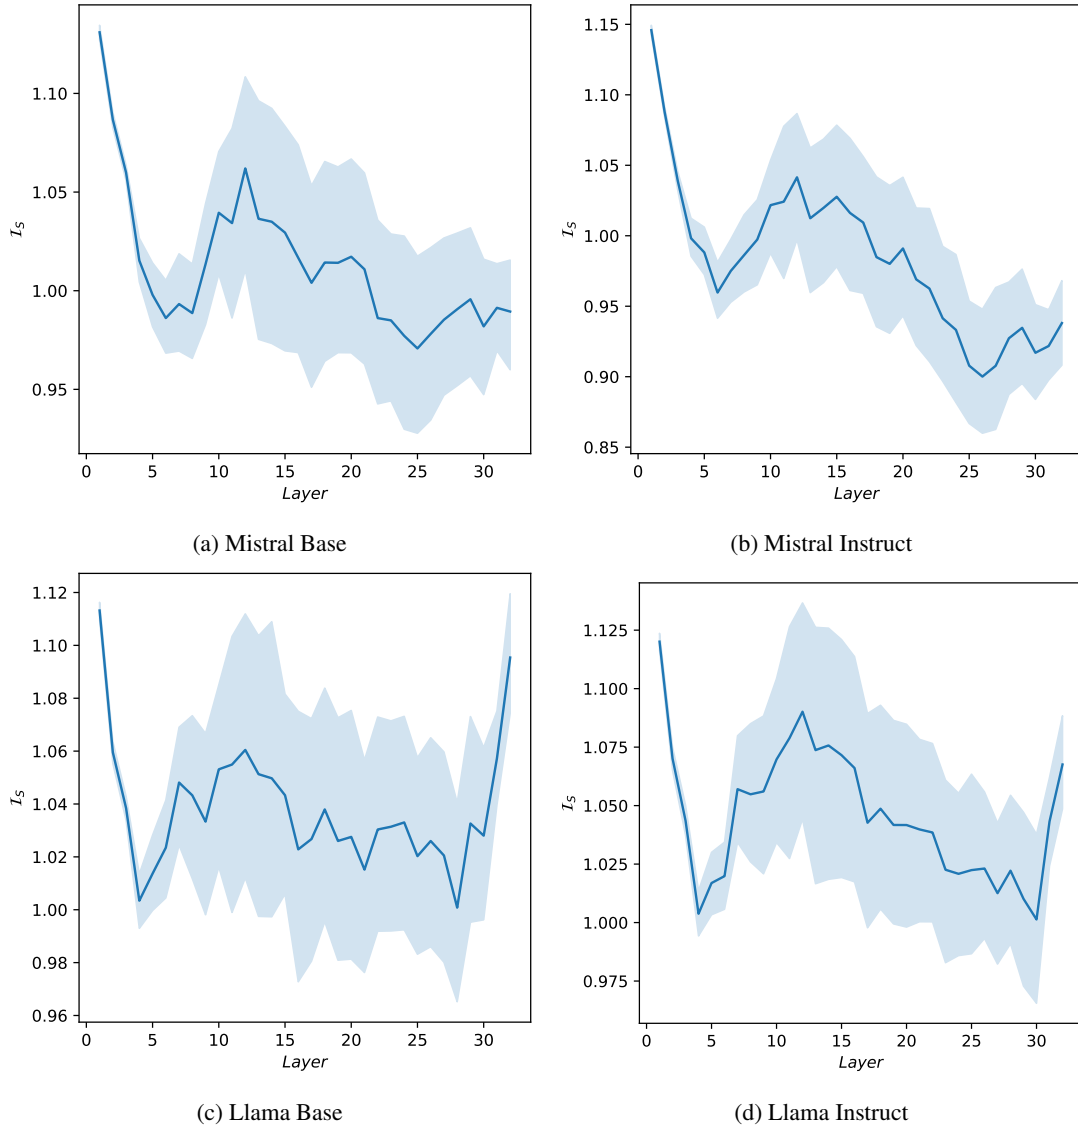 1.10
1.05
1.00
0.95
I_S
0 5 10 15 20 25 30
Layer
(a) Mistral Base
1.15
1.10
1.05
1.00
0.95
0.90
0.85
I_S
0 5 10 15 20 25 30
Layer
(b) Mistral Instruct
1.12
1.10
1.08
1.06
1.04
1.02
1.00
0.98
0.96
I_S
0 5 10 15 20 25 30
Layer
(c) Llama Base
1.125
1.100
1.075
1.050
1.025
1.000
0.975
I_S
0 5 10 15 20 25 30
Layer
(d) Llama Instruct